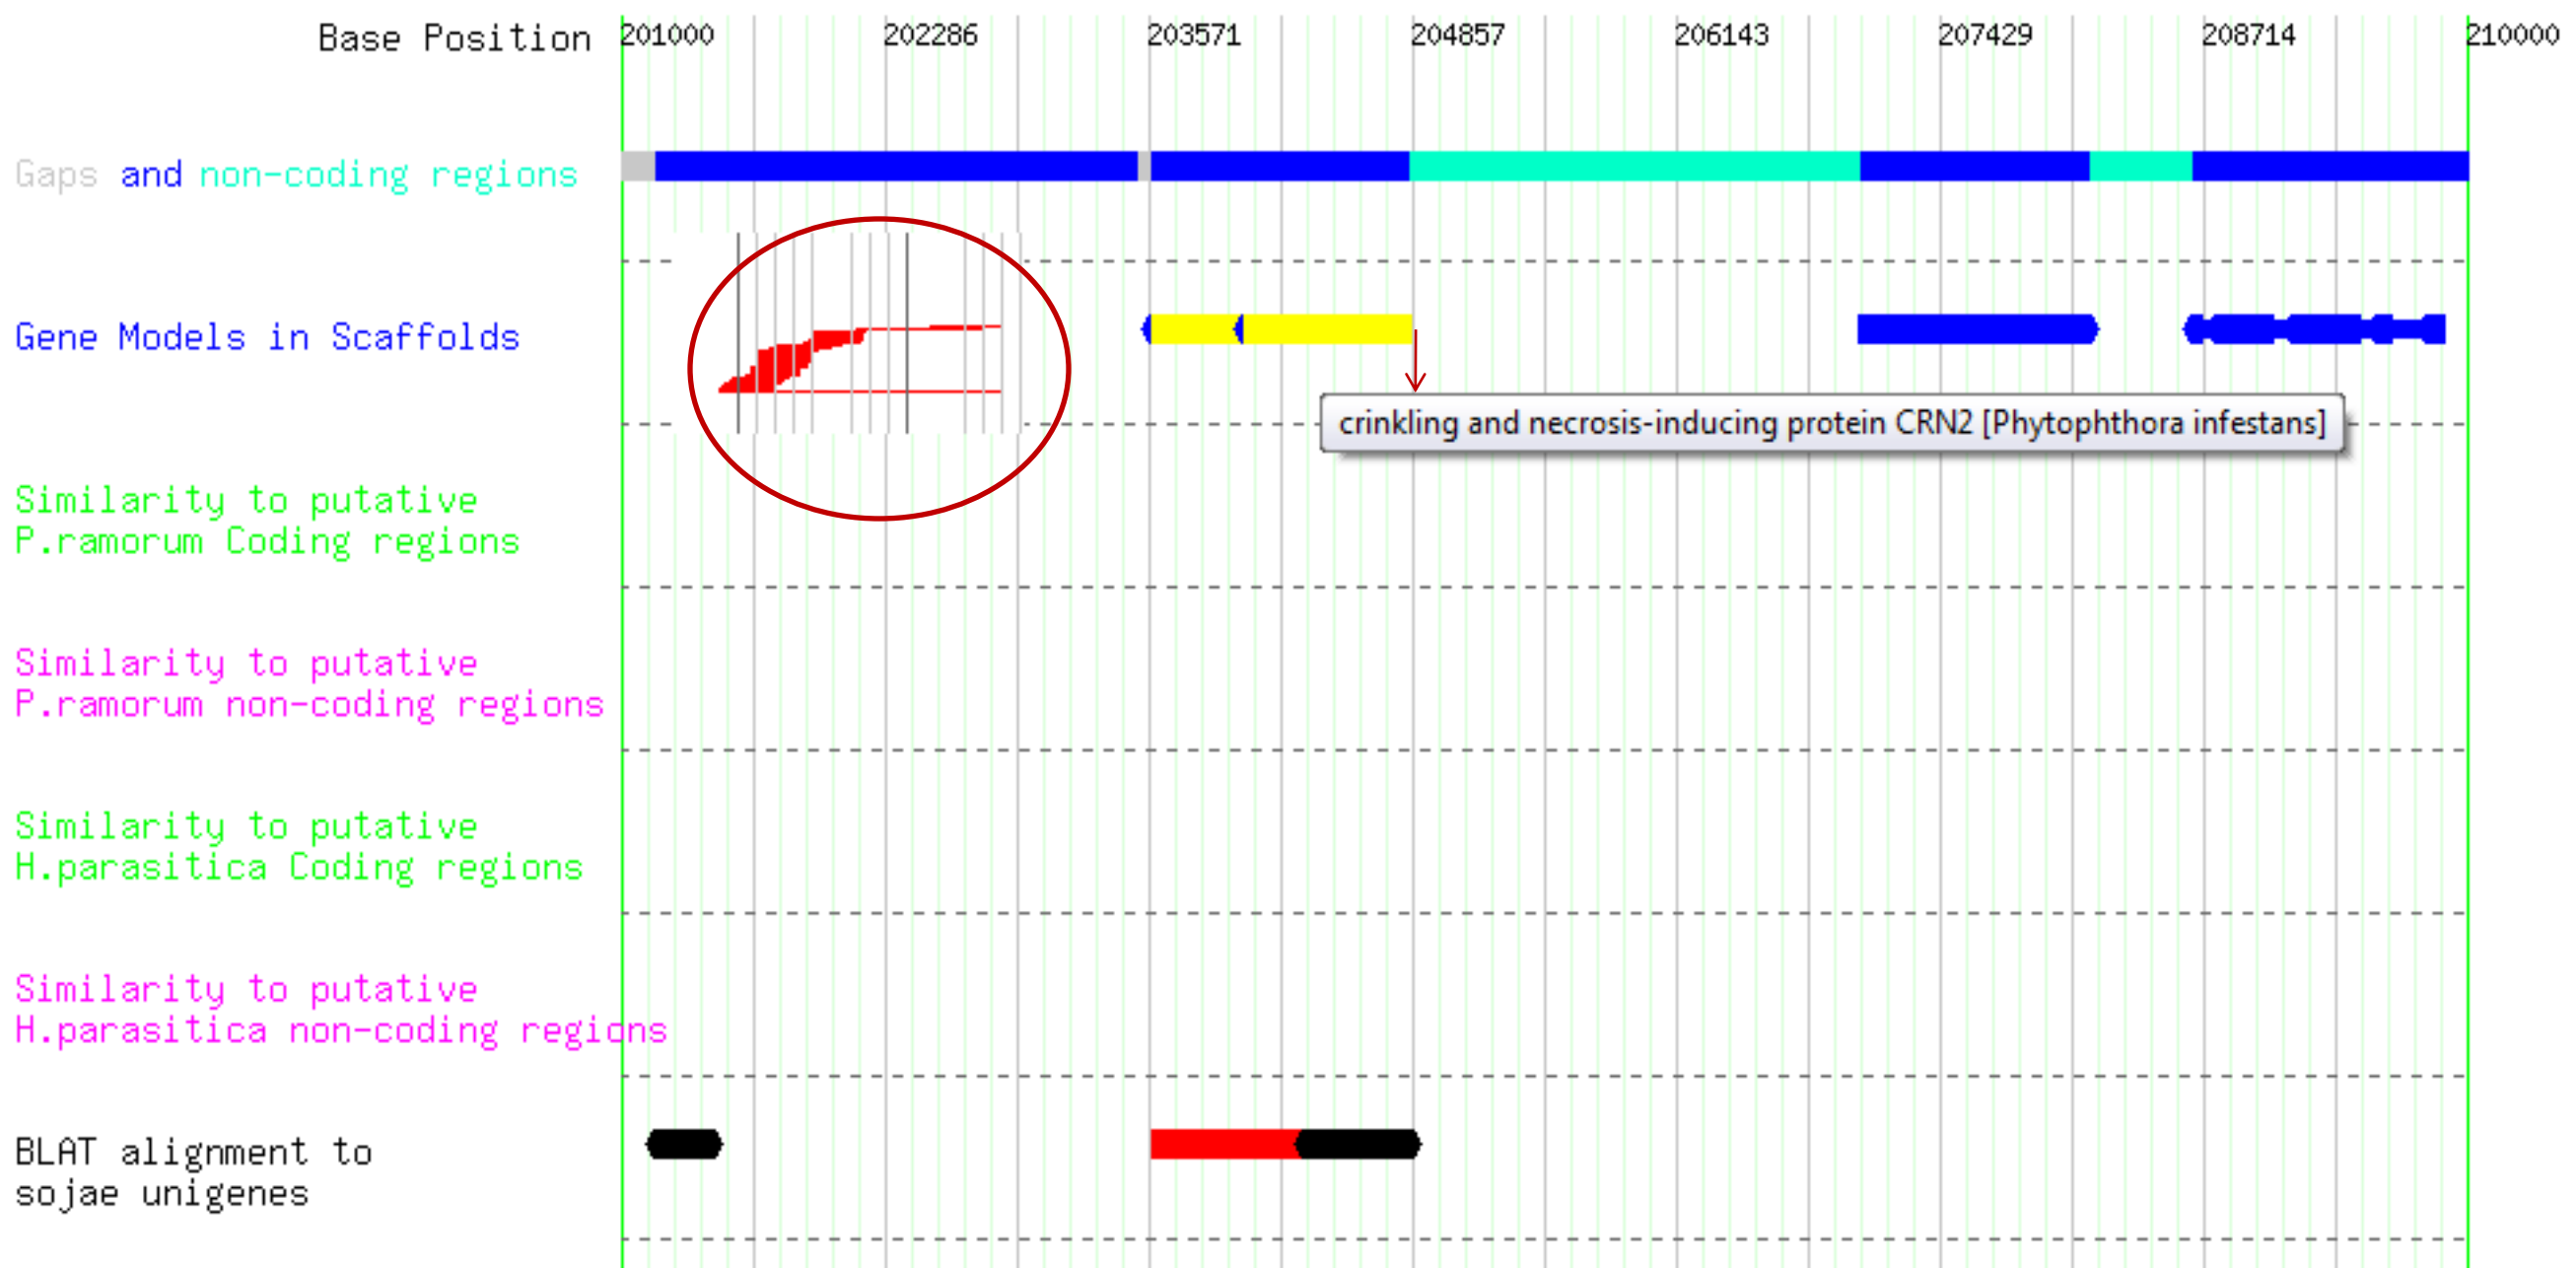 Base Position 201000 202286 203571 204857 206143 207429 208714 210000
Gaps and non-coding regions
Gene Models in Scaffolds
crinkling and necrosis-inducing protein CRN2 [Phytophthora infestans]
Similarity to putative
P.ramorum Coding regions
Similarity to putative
P.ramorum non-coding regions
Similarity to putative
H.parasitica Coding regions
Similarity to putative
H.parasitica non-coding regions
BLAT alignment to
sojae unigenes